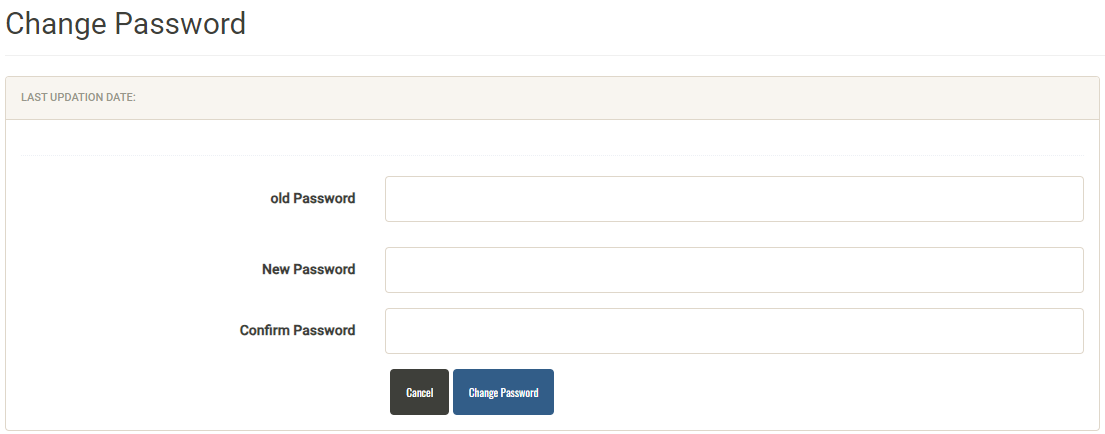 Change Password
LAST UPDATION DATE:
old Password
New Password
Confirm Password
Cancel Change Password